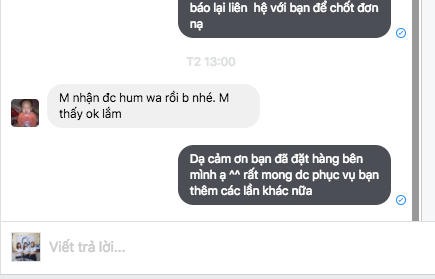 báo lại liên hệ với bạn để chốt đơn
nạ
T2 13:00
M nhận đc hum wa rồi b nhé. M
thấy ok lắm
Dạ cảm ơn bạn đã đặt hàng bên
mình ạ ^^ rất mong dc phục vụ bạn
thêm các lần khác nữa
Viết trả lời...